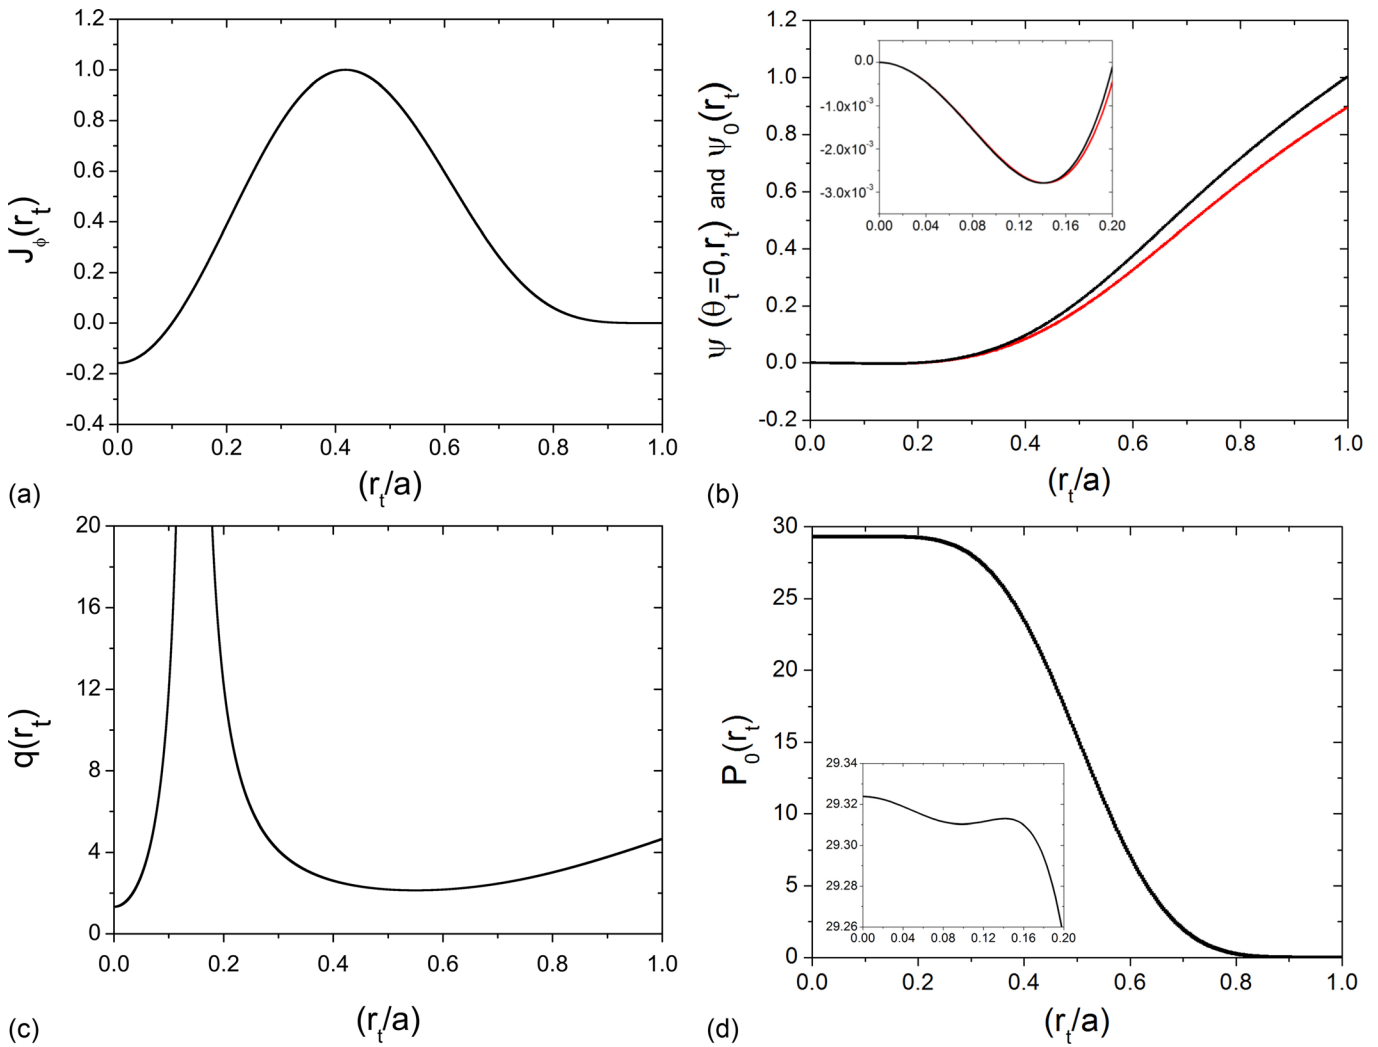 1.2
1.0
0.8
0.6
0.4
0.2
0.0
-0.2
-0.4
0.0 0.2 0.4 0.6 0.8 1.0
J_ϕ(r_t)
(r_t/a)
(a)
1.2
1.0
0.8
0.6
0.4
0.2
0.0
-0.2
0.0 0.2 0.4 0.6 0.8 1.0
ψ (θ_t=0,r_t) and ψ_0(r_t)
(r_t/a)
(b)
0.0
-1.0x10^-3
-2.0x10^-3
-3.0x10^-3
0.00 0.04 0.08 0.12 0.16 0.20
20
16
12
8
4
0
0.0 0.2 0.4 0.6 0.8 1.0
q(r_t)
(r_t/a)
(c)
30
25
20
15
10
5
0
0.0 0.2 0.4 0.6 0.8 1.0
P_0(r_t)
(r_t/a)
(d)
29.34
29.32
29.30
29.28
29.26
0.00 0.04 0.08 0.12 0.16 0.20